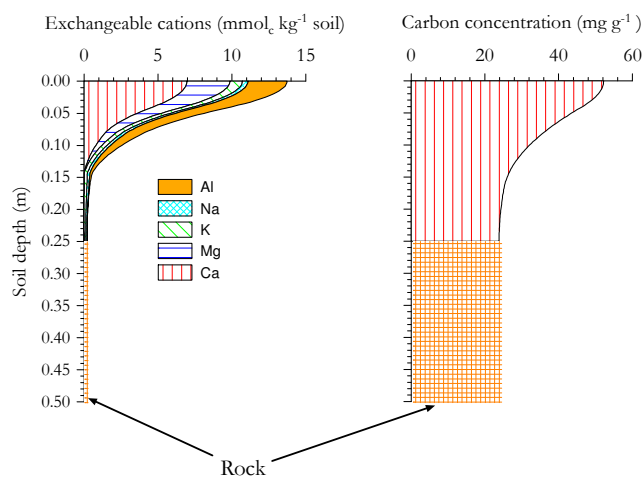 Exchangeable cations (mmolc kg-1 soil)
0 5 10 15
Soil depth (m)
0.00
0.05
0.10
0.15
0.20
0.25
0.30
0.35
0.40
0.45
0.50
Al
Na
K
Mg
Ca
Carbon concentration (mg g-1 )
0 20 40 60
Rock